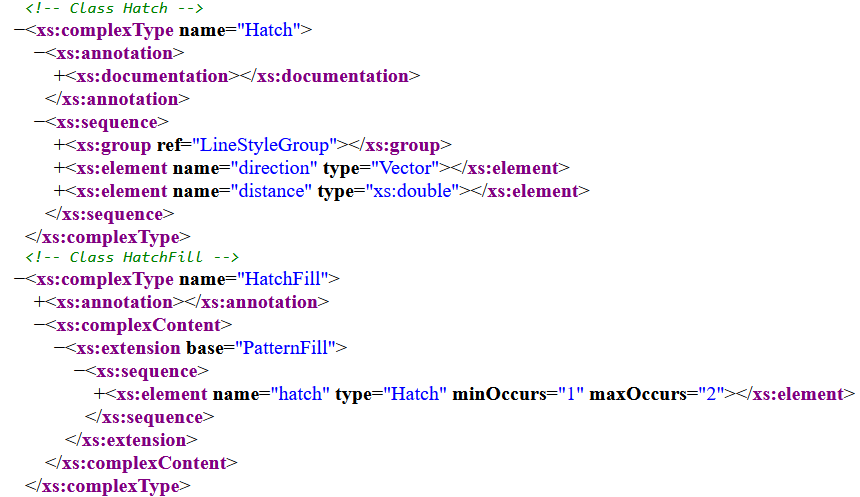 <!-- Class Hatch -->
−<xs:complexType name="Hatch">
−<xs:annotation>
+<xs:documentation></xs:documentation>
</xs:annotation>
−<xs:sequence>
+<xs:group ref="LineStyleGroup"></xs:group>
+<xs:element name="direction" type="Vector"></xs:element>
+<xs:element name="distance" type="xs:double"></xs:element>
</xs:sequence>
</xs:complexType>
<!-- Class HatchFill -->
−<xs:complexType name="HatchFill">
+<xs:annotation></xs:annotation>
−<xs:complexContent>
−<xs:extension base="PatternFill">
−<xs:sequence>
+<xs:element name="hatch" type="Hatch" minOccurs="1" maxOccurs="2"></xs:element>
</xs:sequence>
</xs:extension>
</xs:complexContent>
</xs:complexType>